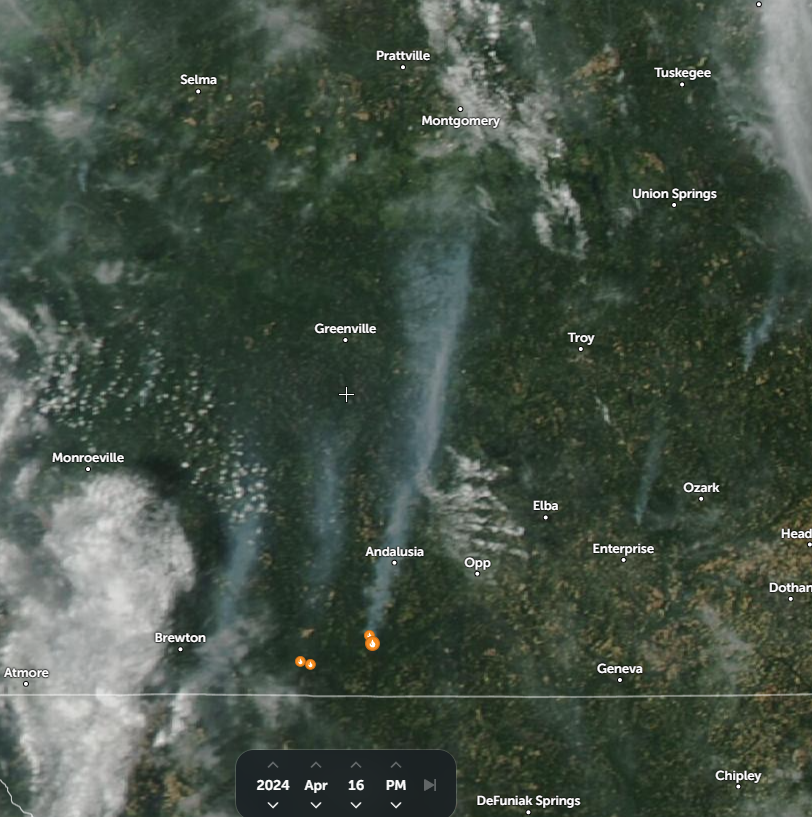 Prattville
Selma
Tuskegee
Montgomery
Union Springs
Greenville
Troy
Monroeville
Ozark
Elba
Head
Andalusia
Enterprise
Opp
Dothan
Brewton
Atmore
Geneva
Chipley
2024 Apr 16 PM
DeFuniak Springs